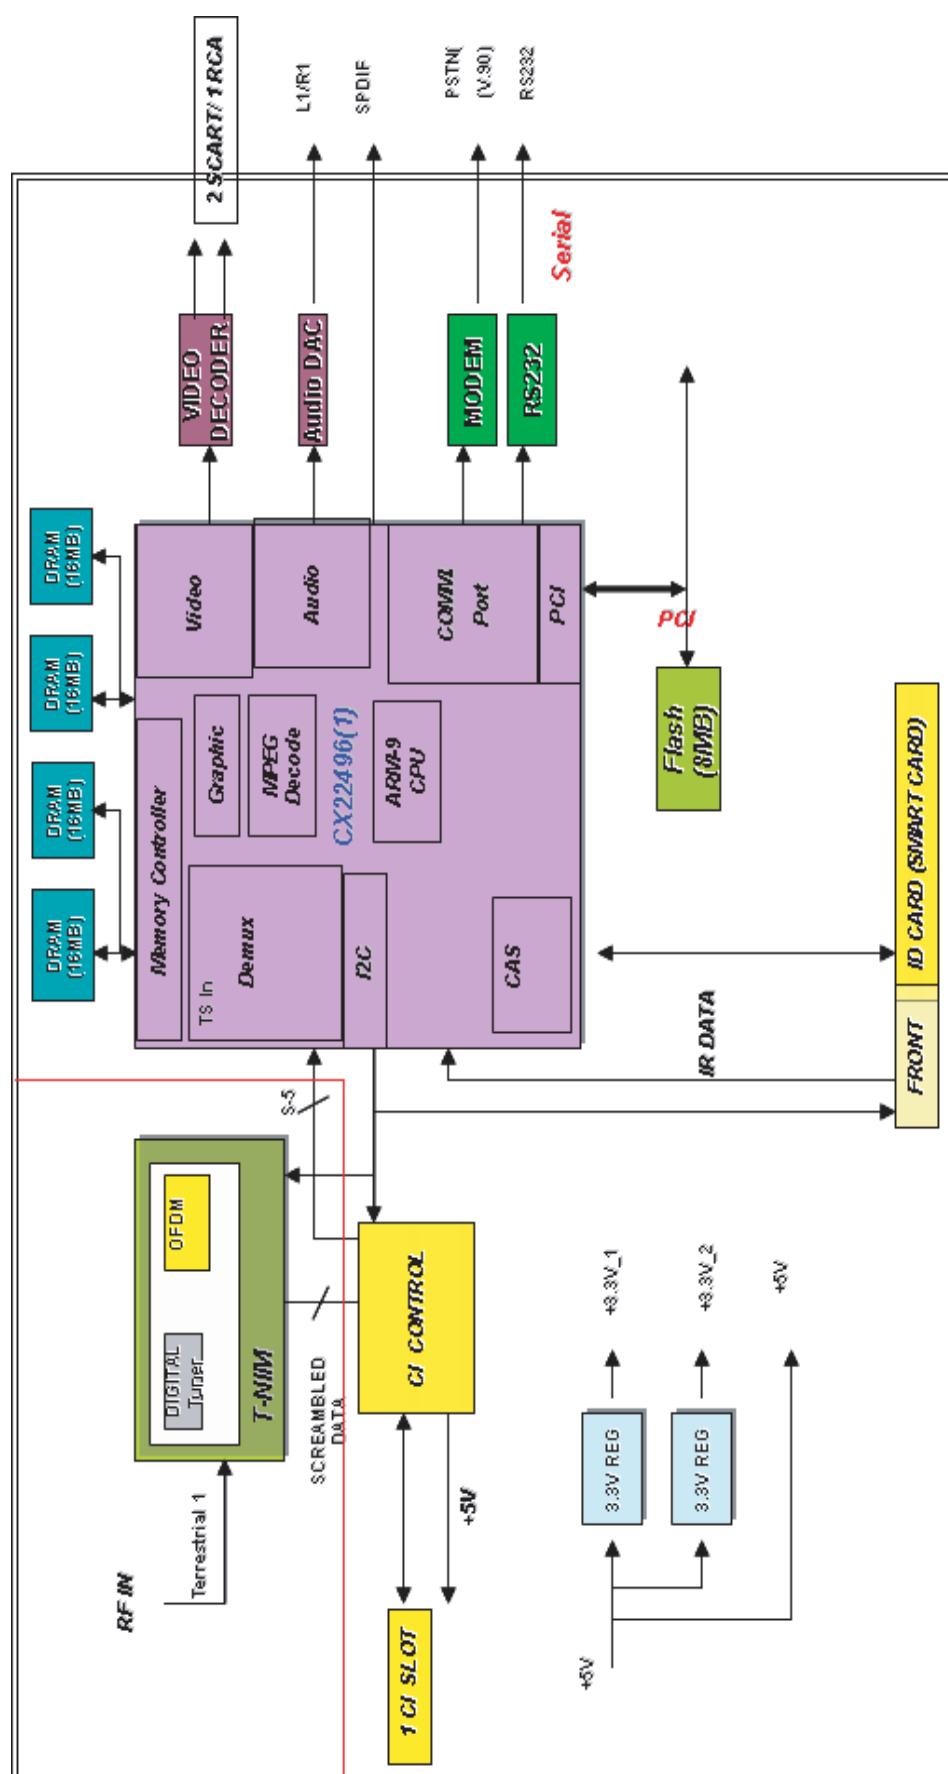 DRAM
(16MB)
DRAM
(16MB)
DRAM
(16MB)
DRAM
(16MB)
RF IN
Terrestrial 1
DIGITAL
Tuner
OFDM
T-NIM
SCREAMBLED
DATA
S-5
Memory Controller
TS In
Demux
I2C
Graphic
MPEG
Decode
CX22496(1)
ARM-9
CPU
CAS
Video
Audio
COMM
Port
PCI
VIDEO
DECODER
2 SCART/ 1RCA
Audio DAC
L1/R1
SPDIF
MODEM
PSTN(
(V.90)
RS232
RS232
Serial
PCI
Flash
(8MB)
1 CI SLOT
CI CONTROL
+5V
IR DATA
FRONT
ID CARD (SMART CARD)
+5V
3.3V REG
+3.3V_1
3.3V REG
+3.3V_2
+5V